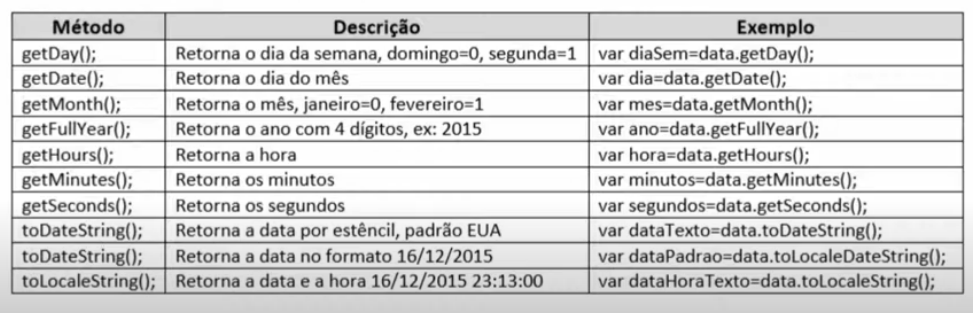 Método Descrição Exemplo
getDay(); Retorna o dia da semana, domingo=0, segunda=1 var diaSem=data.getDay();
getDate(); Retorna o dia do mês var dia=data.getDate();
getMonth(); Retorna o mês, janeiro=0, fevereiro=1 var mes=data.getMonth();
getFullYear(); Retorna o ano com 4 dígitos, ex: 2015 var ano=data.getFullYear();
getHours(); Retorna a hora var hora=data.getHours();
getMinutes(); Retorna os minutos var minutos=data.getMinutes();
getSeconds(); Retorna os segundos var segundos=data.getSeconds();
toDateString(); Retorna a data por estêncil, padrão EUA var dataTexto=data.toDateString();
toDateString(); Retorna a data no formato 16/12/2015 var dataPadrao=data.toLocaleDateString();
toLocaleString(); Retorna a data e a hora 16/12/2015 23:13:00 var dataHoraTexto=data.toLocaleString();